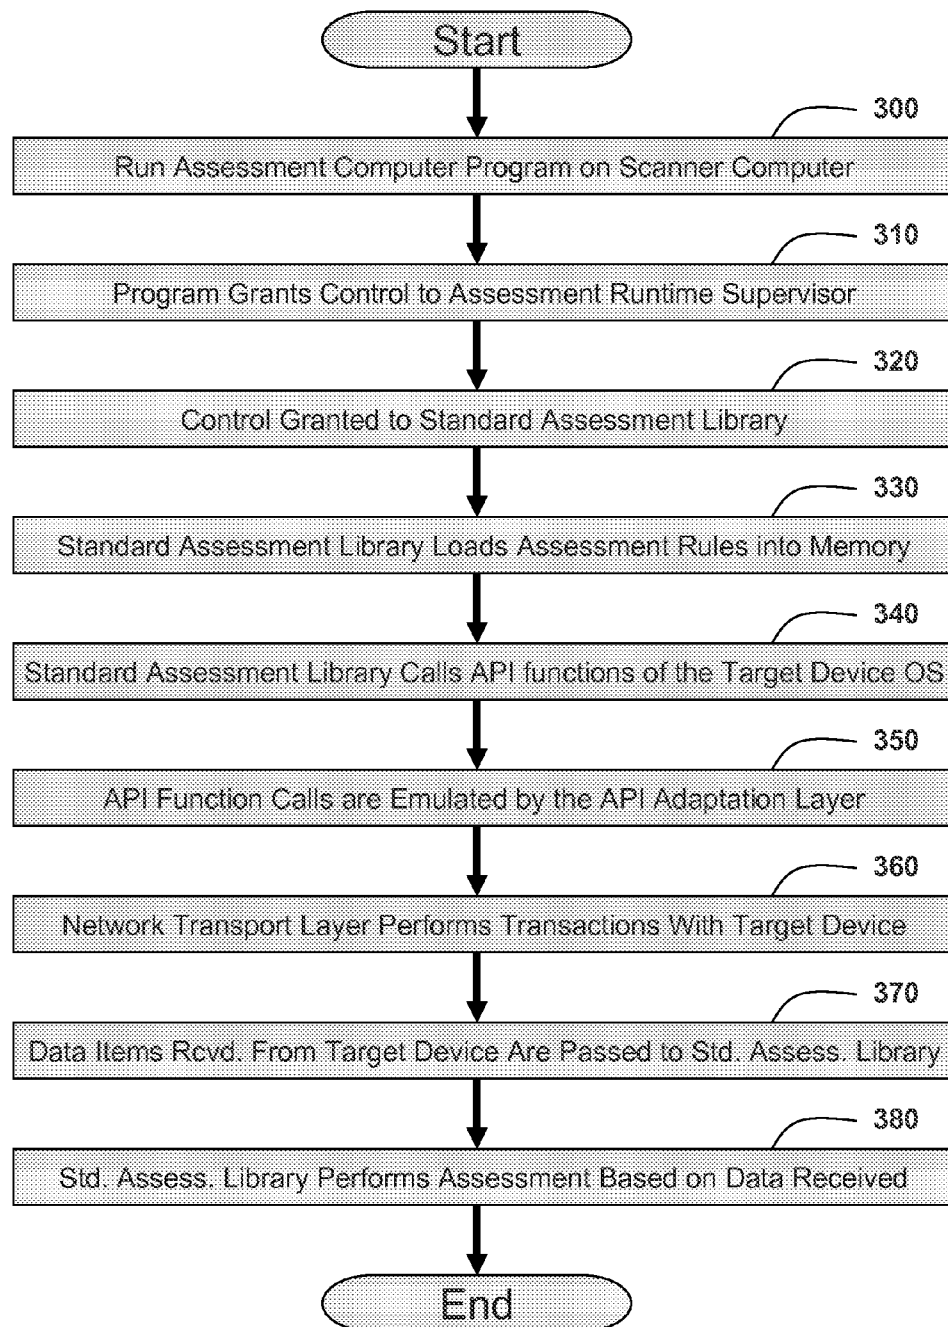 Start
300
Run Assessment Computer Program on Scanner Computer
310
Program Grants Control to Assessment Runtime Supervisor
320
Control Granted to Standard Assessment Library
330
Standard Assessment Library Loads Assessment Rules into Memory
340
Standard Assessment Library Calls API functions of the Target Device OS
350
API Function Calls are Emulated by the API Adaptation Layer
360
Network Transport Layer Performs Transactions With Target Device
370
Data Items Rcvd. From Target Device Are Passed to Std. Assess. Library
380
Std. Assess. Library Performs Assessment Based on Data Received
End